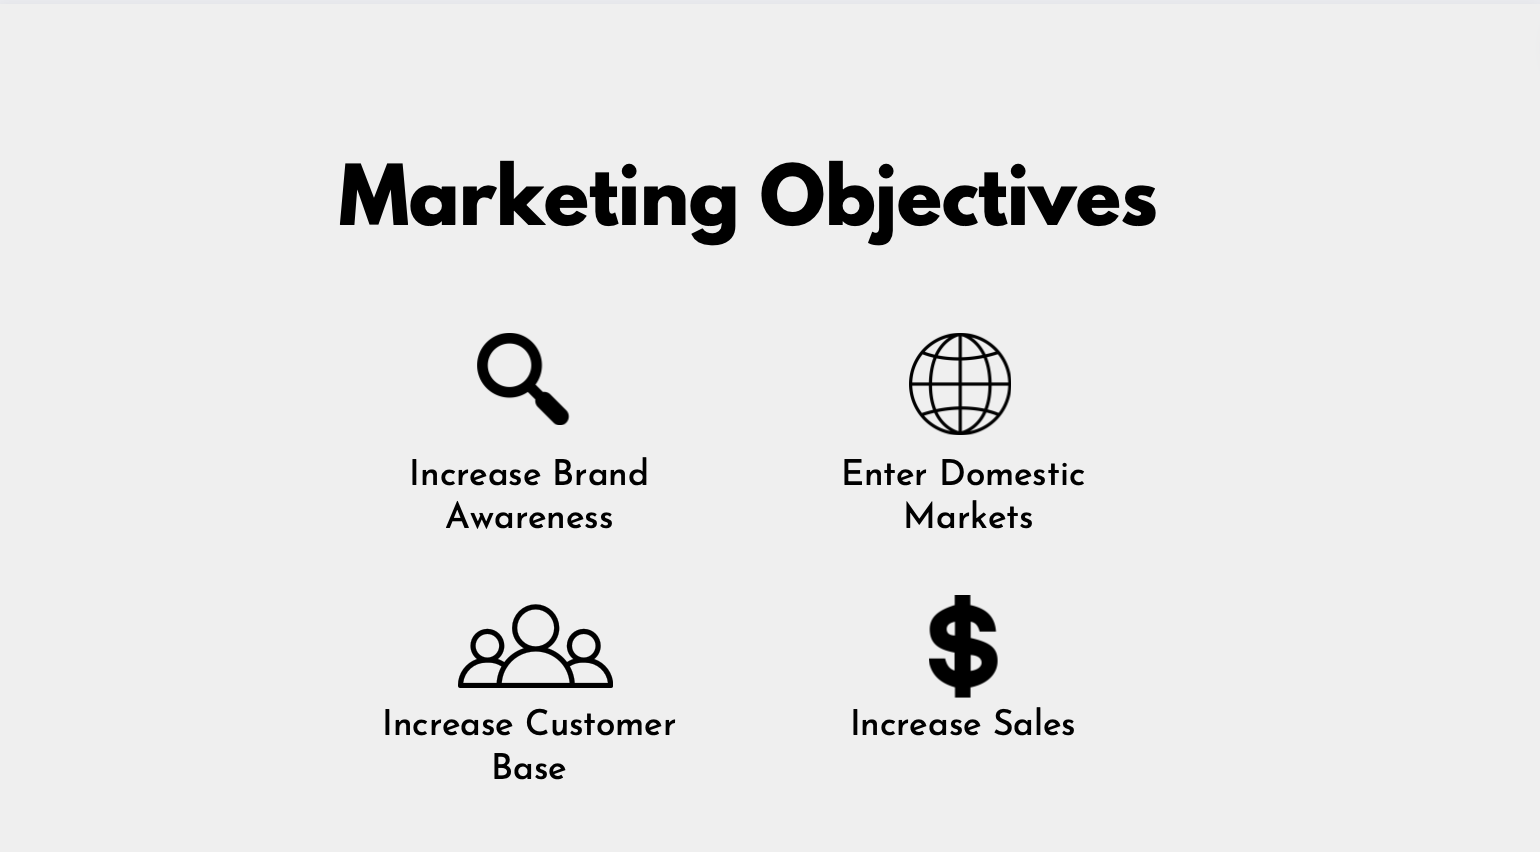 Marketing Objectives
Increase Brand
Awareness
Enter Domestic
Markets
Increase Customer
Base
$
Increase Sales